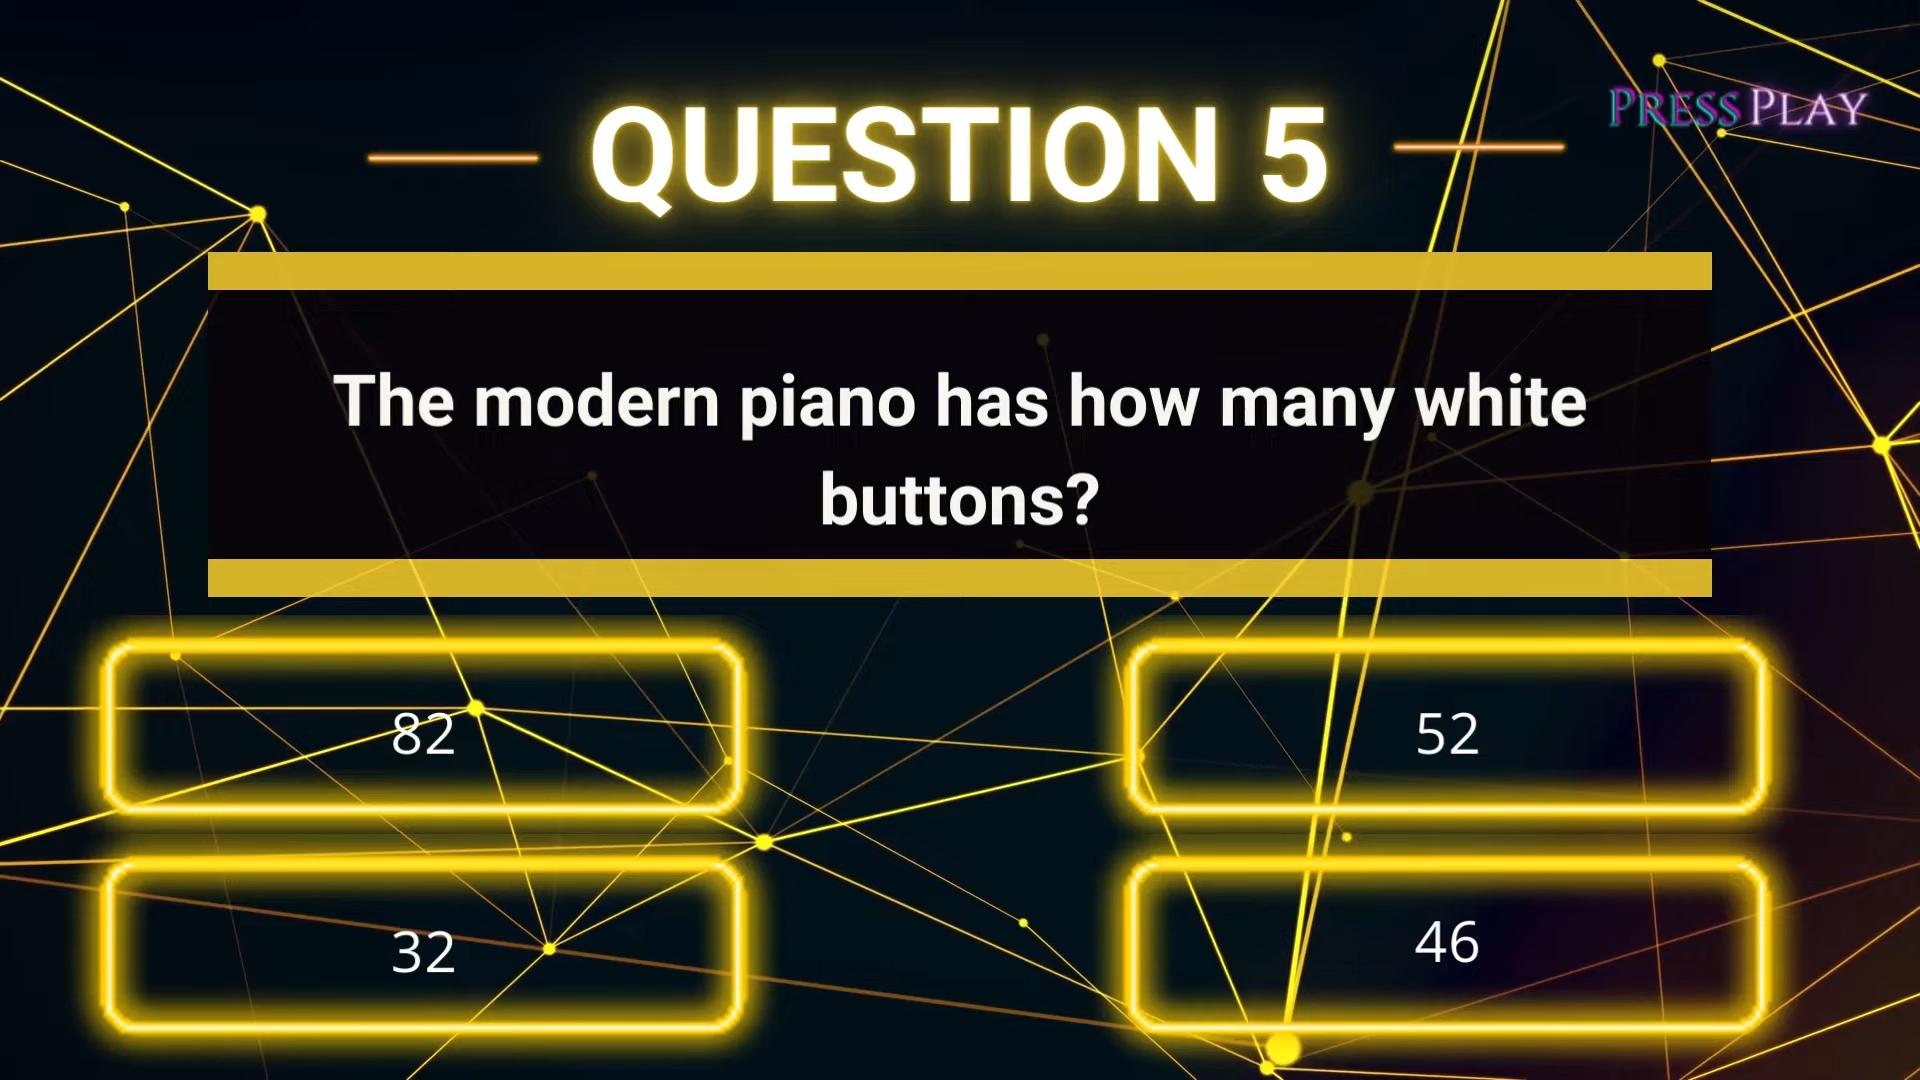 PRESS PLAY
QUESTION 5
The modern piano has how many white
buttons?
82
52
32
46